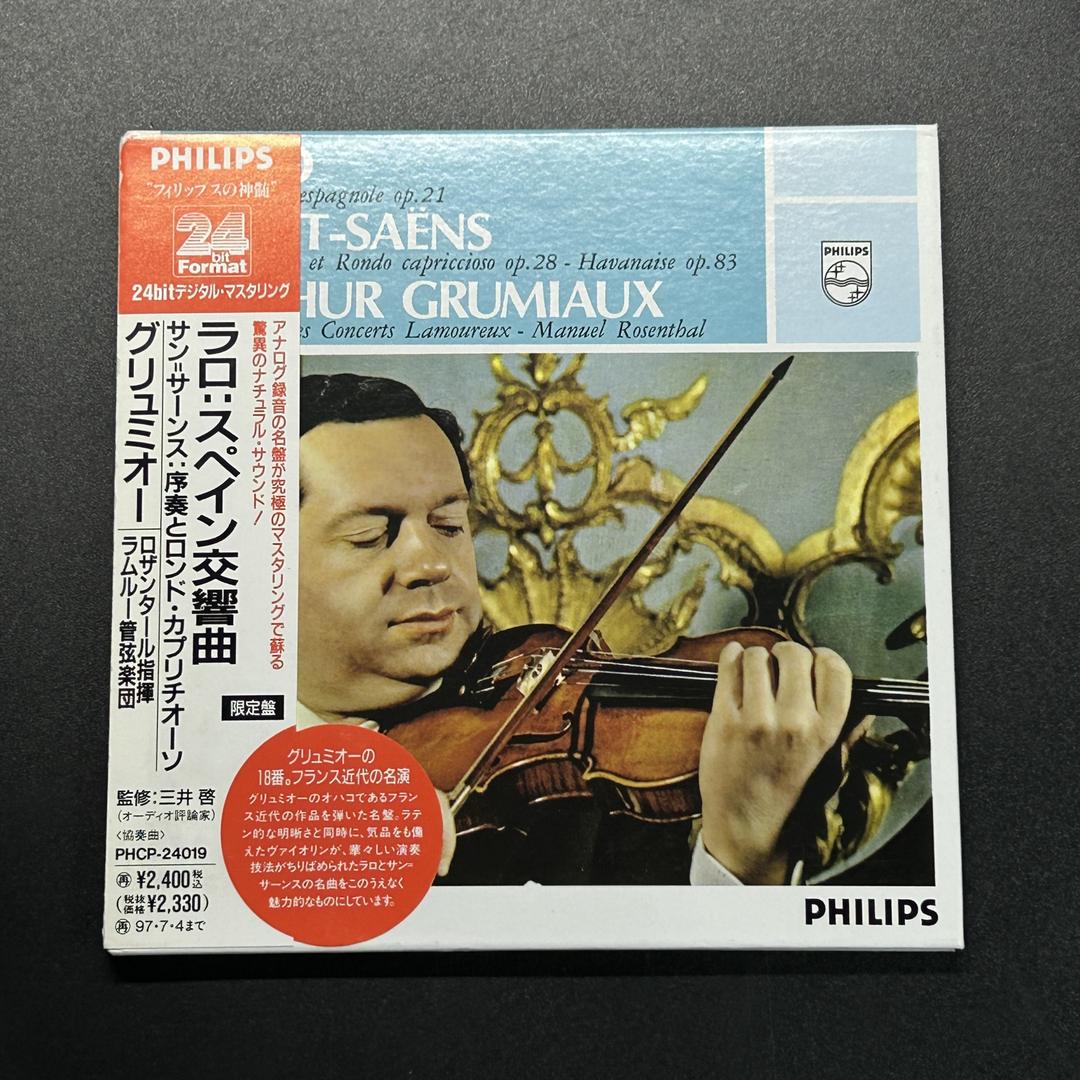 PHILIPS
"フィリップスの神髄"
24
bit
Format
24bitデジタル・マスタリング
アナログ録音の名盤が究極のマスタリングで蘇る
驚異のナチュラル・サウンド!
ラロ:スペイン交響曲
サン=サーンス:序奏とロンド・カプリチオーソ
グリュミオー
ロザンタール指揮
ラムルー管弦楽団
限定盤
監修:三井 啓
(オーディオ評論家)
〈協奏曲〉
PHCP-24019
再 ¥2,400税込
(税抜価格¥2,330)
再 97・7・4まで
グリュミオーの
18番。フランス近代の名演
グリュミオーのオハコであるフラン
ス近代の作品を弾いた名盤。ラテ
ン的な明晰さと同時に、気品をも備
えたヴァイオリンが、華々しい演奏
技法がちりばめられたラロとサン=
サーンスの名曲をこのうえなく
魅力的なものにしています。
espagnole op.21
T-SAËNS
et Rondo capriccioso op.28 - Havanaise op.83
HUR GRUMIAUX
es Concerts Lamoureux - Manuel Rosenthal
PHILIPS
PHILIPS